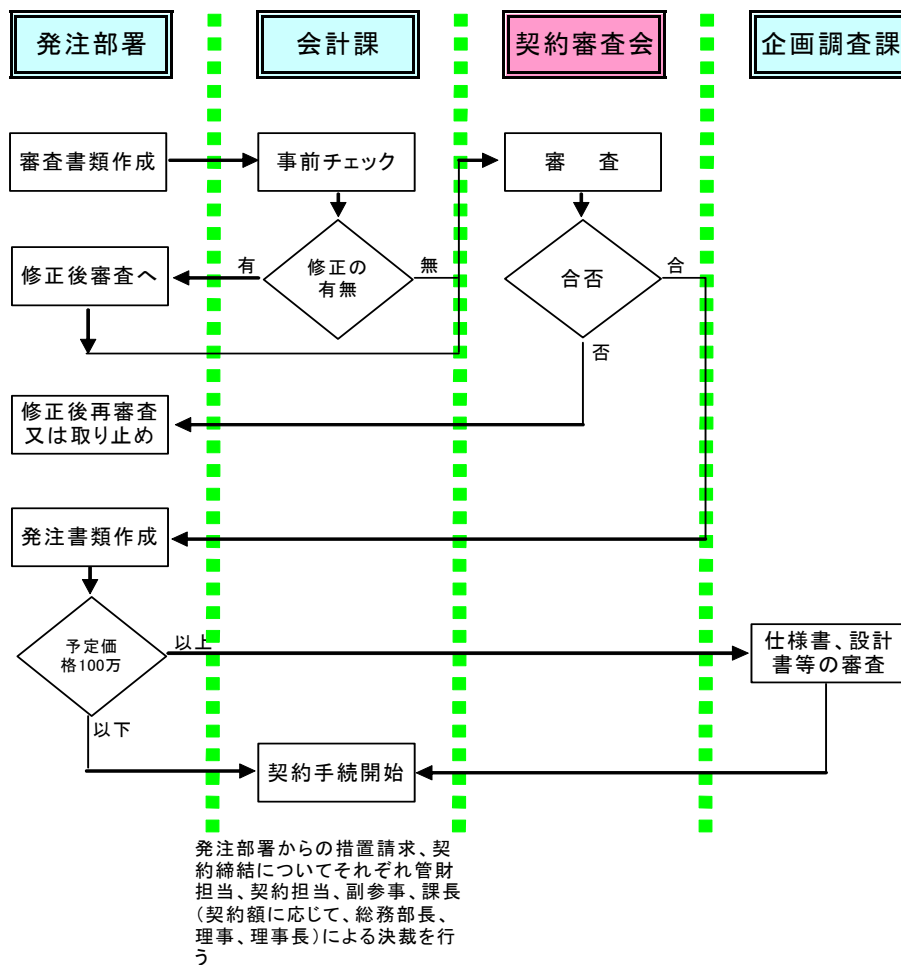 発注部署
会計課
契約審査会
企画調査課
審査書類作成
事前チェック
審　査
修正後審査へ
有
修正の
有無
無
合否
合
否
修正後再審査
又は取り止め
発注書類作成
予定価
格100万
以上
仕様書、設計
書等の審査
以下
契約手続開始
発注部署からの措置請求、契
約締結についてそれぞれ管財
担当、契約担当、副参事、課長
（契約額に応じて、総務部長、
理事、理事長）による決裁を行
う